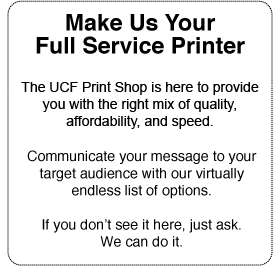 Make Us Your
Full Service Printer
The UCF Print Shop is here to provide
you with the right mix of quality,
affordability, and speed.
Communicate your message to your
target audience with our virtually
endless list of options.
If you don't see it here, just ask.
We can do it.